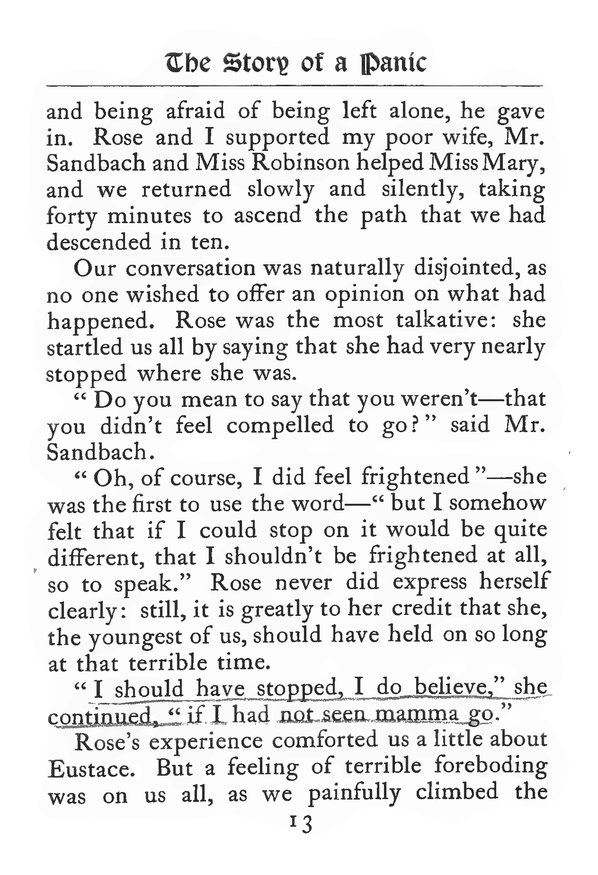 The Story of a Panic
and being afraid of being left alone, he gave
in. Rose and I supported my poor wife, Mr.
Sandbach and Miss Robinson helped Miss Mary,
and we returned slowly and silently, taking
forty minutes to ascend the path that we had
descended in ten.
Our conversation was naturally disjointed, as
no one wished to offer an opinion on what had
happened. Rose was the most talkative: she
startled us all by saying that she had very nearly
stopped where she was.
“ Do you mean to say that you weren’t—that
you didn’t feel compelled to go?” said Mr.
Sandbach.
“ Oh, of course, I did feel frightened”—she
was the first to use the word—“ but I somehow
felt that if I could stop on it would be quite
different, that I shouldn’t be frightened at all,
so to speak.” Rose never did express herself
clearly: still, it is greatly to her credit that she,
the youngest of us, should have held on so long
at that terrible time.
“ I should have stopped, I do believe,” she
continued, “ if I had not seen mamma go.”
Rose’s experience comforted us a little about
Eustace. But a feeling of terrible foreboding
was on us all, as we painfully climbed the
13